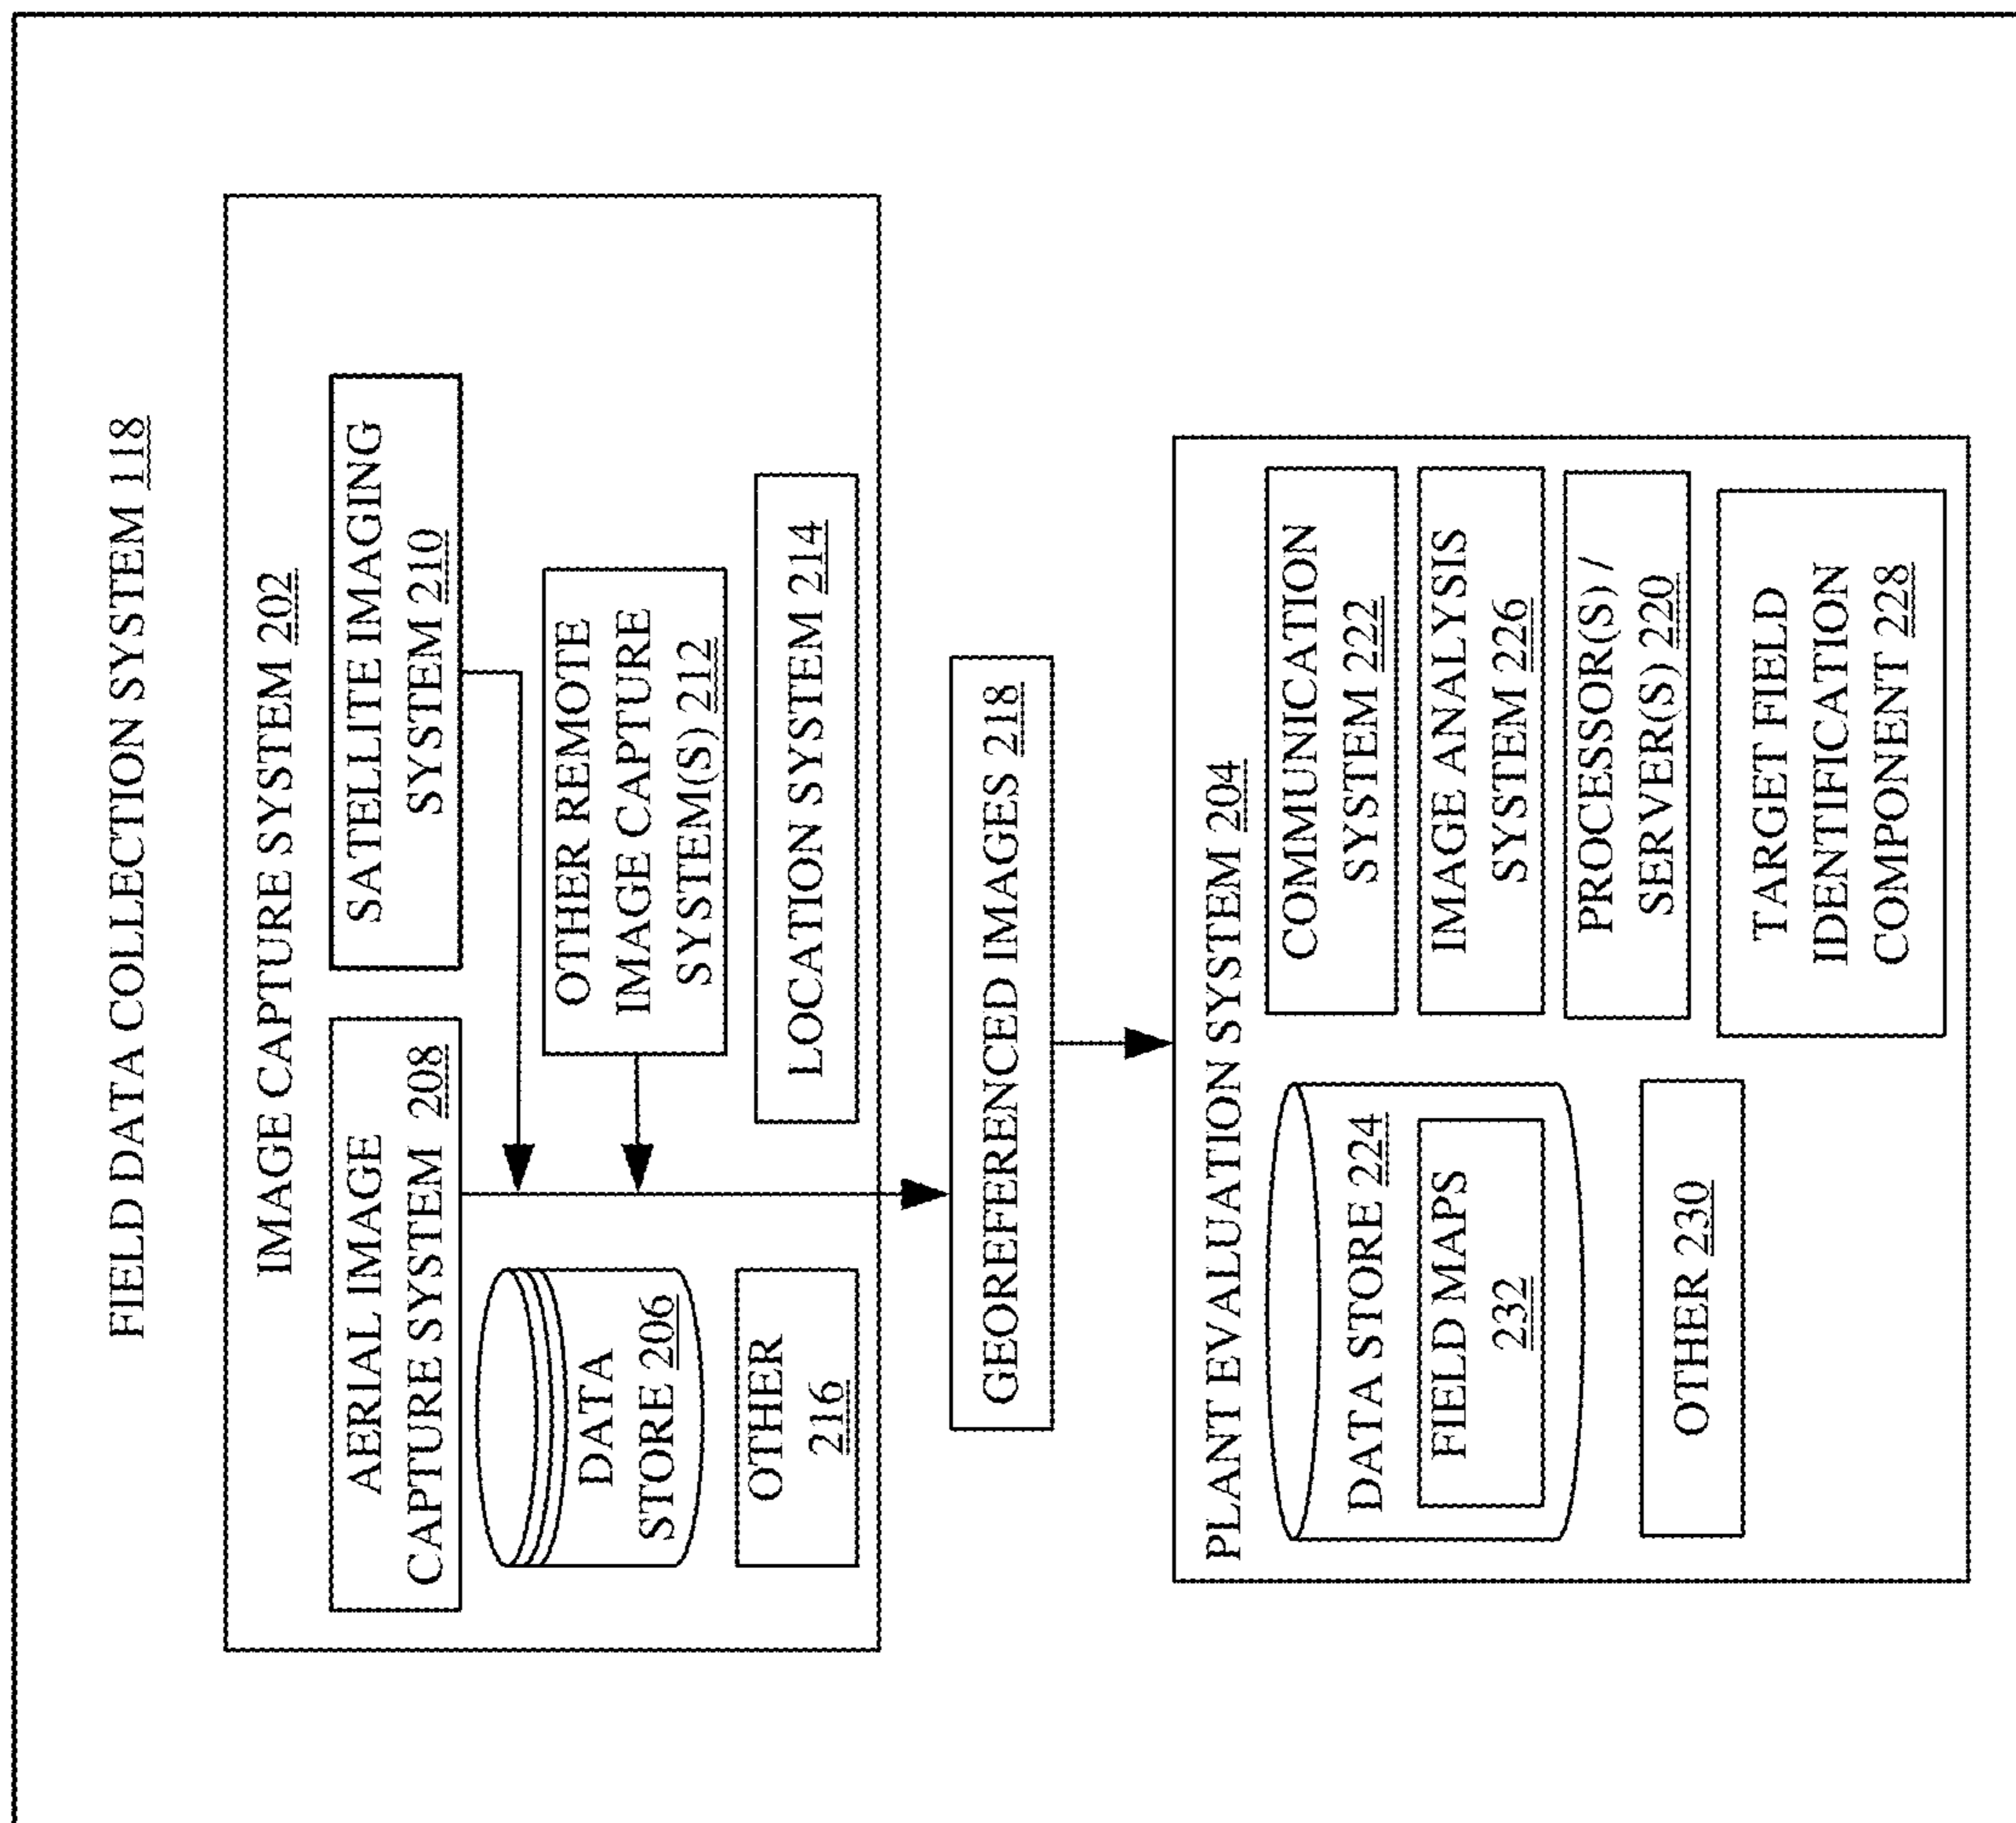 FIELD DATA COLLECTION SYSTEM 118
IMAGE CAPTURE SYSTEM 202
AERIAL IMAGE
CAPTURE SYSTEM 208
SATELLITE IMAGING
SYSTEM 210
DATA
STORE 206
OTHER REMOTE
IMAGE CAPTURE
SYSTEM(S) 212
OTHER
216
LOCATION SYSTEM 214
GEOREFERENCED IMAGES 218
PLANT EVALUATION SYSTEM 204
DATA STORE 224
FIELD MAPS
232
OTHER 230
COMMUNICATION
SYSTEM 222
IMAGE ANALYSIS
SYSTEM 226
PROCESSOR(S) /
SERVER(S) 220
TARGET FIELD
IDENTIFICATION
COMPONENT 228